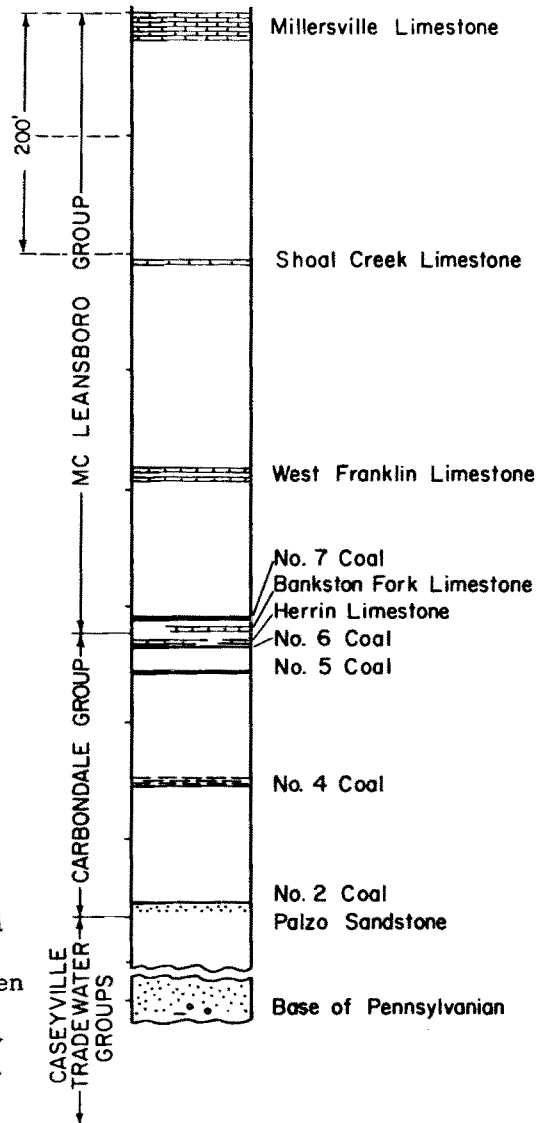 Millersville Limestone
200'
Shoal Creek Limestone
MC LEANSBORO GROUP
West Franklin Limestone
No. 7 Coal
Bankston Fork Limestone
Herrin Limestone
No. 6 Coal
No. 5 Coal
CARBONDALE GROUP
No. 4 Coal
No. 2 Coal
Palzo Sandstone
en
Base of Pennsylvanian
CASEYVILLE
TRADEWATER
GROUPS